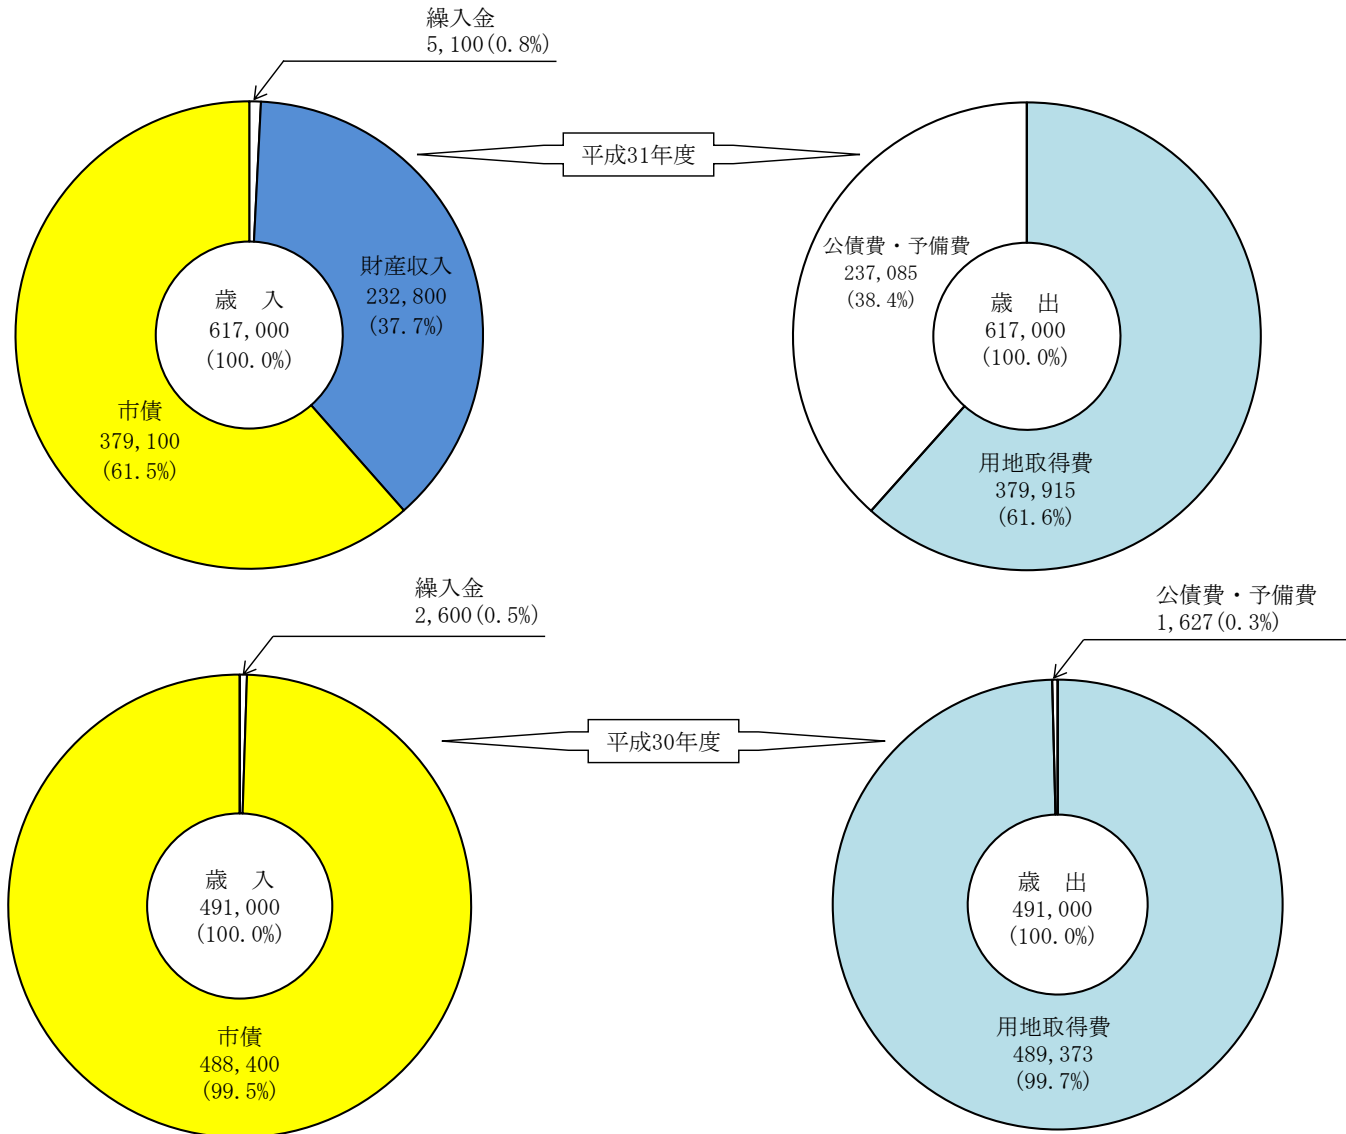 繰入金
5,100(0.8%)
平成31年度
財産収入
232,800
(37.7%)
歳　入
617,000
(100.0%)
市債
379,100
(61.5%)
公債費・予備費
237,085
(38.4%)
歳　出
617,000
(100.0%)
用地取得費
379,915
(61.6%)
繰入金
2,600(0.5%)
公債費・予備費
1,627(0.3%)
平成30年度
歳　入
491,000
(100.0%)
市債
488,400
(99.5%)
歳　出
491,000
(100.0%)
用地取得費
489,373
(99.7%)